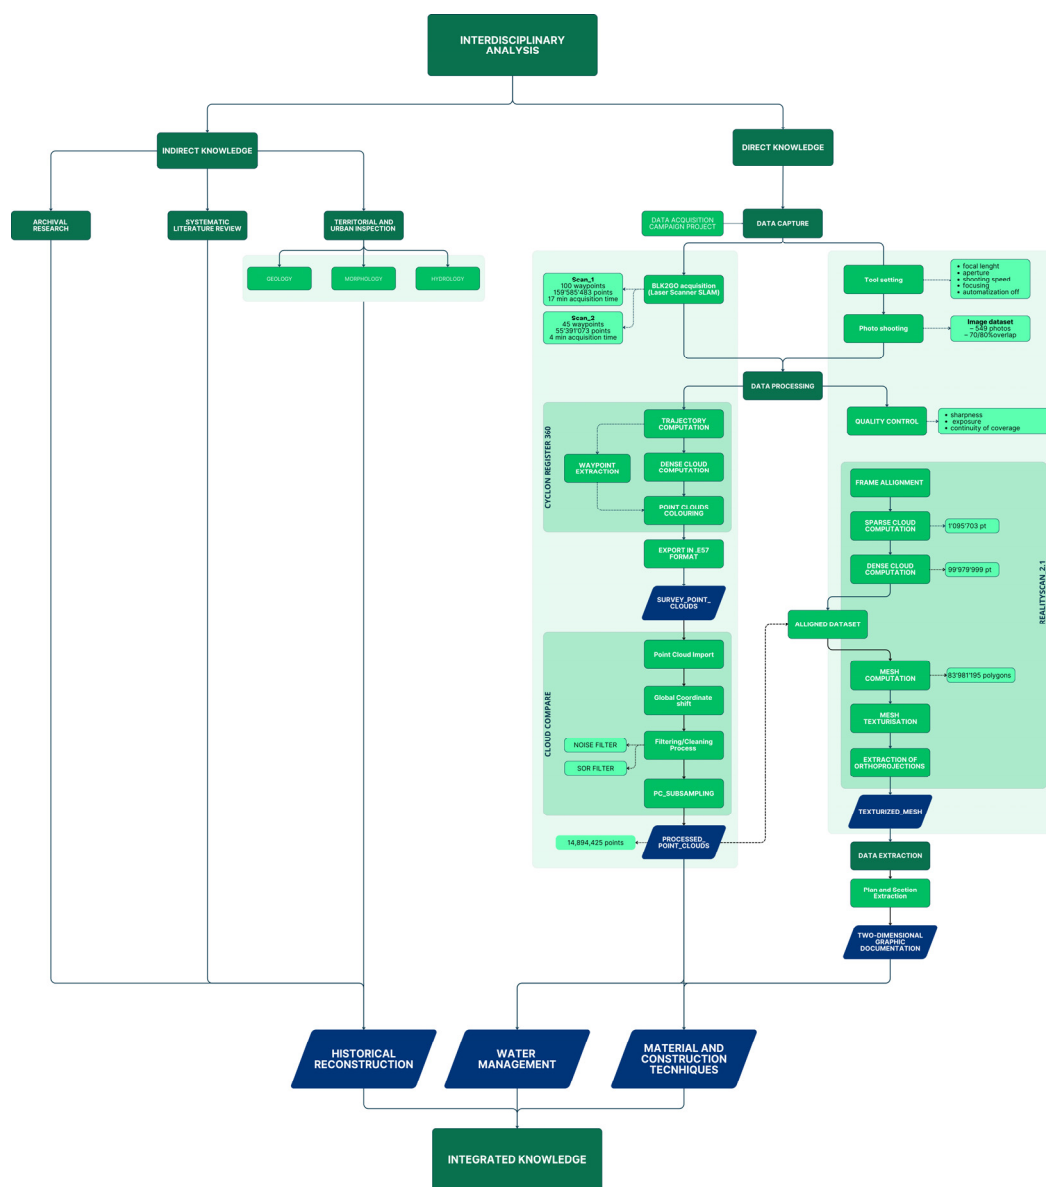 INTERDISCIPLINARY
ANALYSIS
INDIRECT KNOWLEDGE
DIRECT KNOWLEDGE
ARCHIVAL
RESEARCH
SYSTEMATIC
LITERATURE REVIEW
TERRITORIAL AND
URBAN INSPECTION
GEOLOGY
MORPHOLOGY
HYDROLOGY
DATA ACQUISITION
CAMPAIGN PROJECT
DATA CAPTURE
Scan_1
100 waypoints
159'585'483 points
17 min acquisition time
Scan_2
45 waypoints
55'391'073 points
4 min acquisition time
BLK2GO acquisition
(Laser Scanner SLAM)
Tool setting
• focal lenght
• aperture
• shooting speed
• focusing
• automatization off
Photo shooting
Image dataset
– 549 photos
– 70/80%overlap
DATA PROCESSING
CYCLON REGISTER 360
TRAJECTORY
COMPUTATION
WAYPOINT
EXTRACTION
DENSE CLOUD
COMPUTATION
POINT CLOUDS
COLOURING
EXPORT IN .E57
FORMAT
SURVEY_POINT_
CLOUDS
CLOUD COMPARE
Point Cloud Import
Global Coordinate
shift
Filtering/Cleaning
Process
NOISE FILTER
SOR FILTER
PC_SUBSAMPLING
14,894,425 points
PROCESSED_
POINT_CLOUDS
QUALITY CONTROL
• sharpness
• exposure
• continuity of coverage
REALITYSCAN_2.1
FRAME ALLIGNMENT
SPARSE CLOUD
COMPUTATION
1'095'703 pt
DENSE CLOUD
COMPUTATION
99'979'999 pt
ALLIGNED DATASET
MESH
COMPUTATION
83'981'195 polygons
MESH
TEXTURISATION
EXTRACTION OF
ORTHOPROJECTIONS
TEXTURIZED_MESH
DATA EXTRACTION
Plan and Section
Extraction
TWO-DIMENSIONAL
GRAPHIC
DOCUMENTATION
HISTORICAL
RECONSTRUCTION
WATER
MANAGEMENT
MATERIAL AND
CONSTRUCTION
TECNHIQUES
INTEGRATED KNOWLEDGE